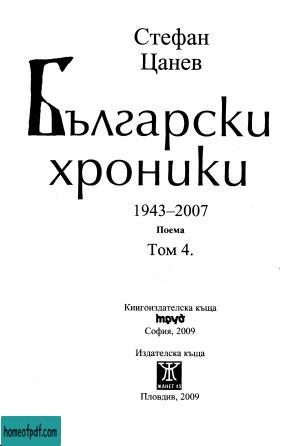 Стефан
Цанев
Български
хроники
1943–2007
Поема
Том 4.
Книгоиздателска къща
труд
София, 2009
Издателска къща
ЖАНЕТ 45
Пловдив, 2009
homeofpdf.com